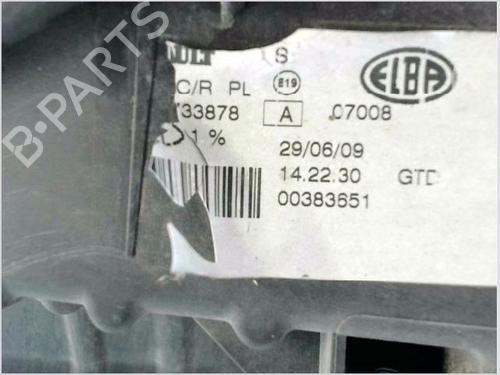 S
C/R PL E19 ELBA
33878 A 07008
1 %
29/06/09
14.22.30 GTD
00383651
B-Parts